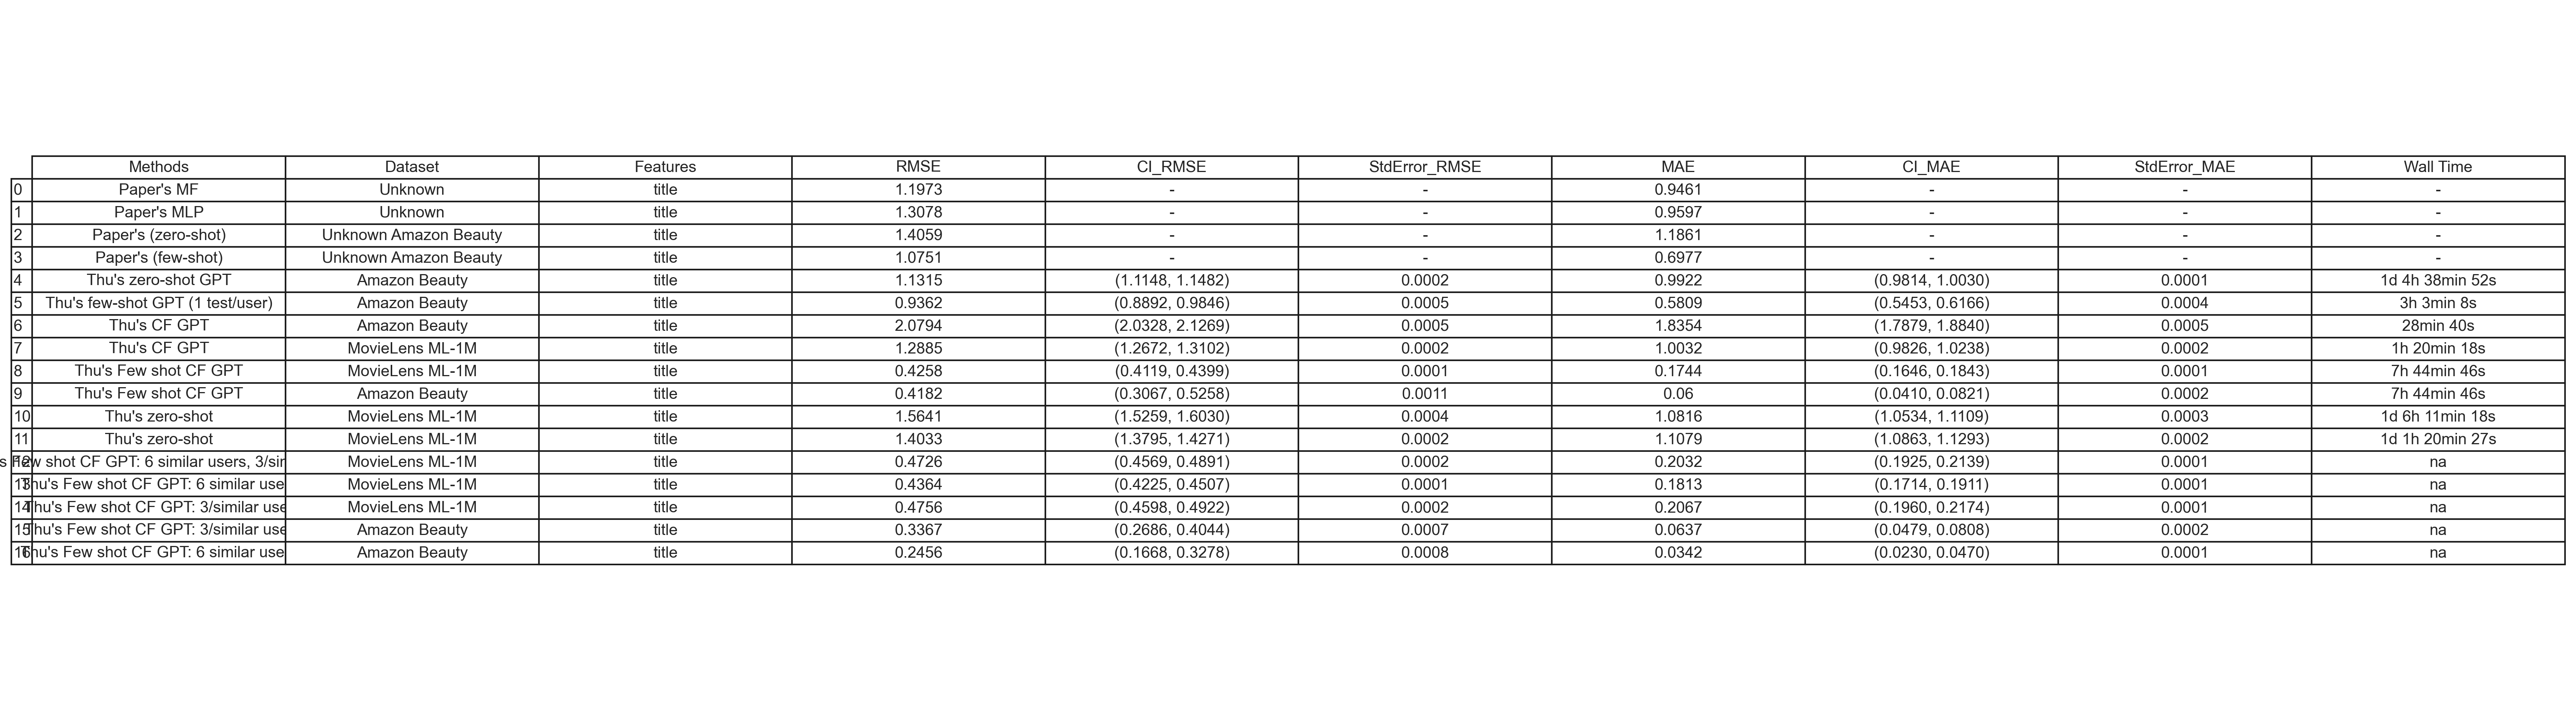 Methods Dataset Features RMSE CI_RMSE StdError_RMSE MAE CI_MAE StdError_MAE Wall Time
0 Paper's MF Unknown title 1.1973 - - 0.9461 - - -
1 Paper's MLP Unknown title 1.3078 - - 0.9597 - - -
2 Paper's (zero-shot) Unknown Amazon Beauty title 1.4059 - - 1.1861 - - -
3 Paper's (few-shot) Unknown Amazon Beauty title 1.0751 - - 0.6977 - - -
4 Thu's zero-shot GPT Amazon Beauty title 1.1315 (1.1148, 1.1482) 0.0002 0.9922 (0.9814, 1.0030) 0.0001 1d 4h 38min 52s
5 Thu's few-shot GPT (1 test/user) Amazon Beauty title 0.9362 (0.8892, 0.9846) 0.0005 0.5809 (0.5453, 0.6166) 0.0004 3h 3min 8s
6 Thu's CF GPT Amazon Beauty title 2.0794 (2.0328, 2.1269) 0.0005 1.8354 (1.7879, 1.8840) 0.0005 28min 40s
7 Thu's CF GPT MovieLens ML-1M title 1.2885 (1.2672, 1.3102) 0.0002 1.0032 (0.9826, 1.0238) 0.0002 1h 20min 18s
8 Thu's Few shot CF GPT MovieLens ML-1M title 0.4258 (0.4119, 0.4399) 0.0001 0.1744 (0.1646, 0.1843) 0.0001 7h 44min 46s
9 Thu's Few shot CF GPT Amazon Beauty title 0.4182 (0.3067, 0.5258) 0.0011 0.06 (0.0410, 0.0821) 0.0002 7h 44min 46s
10 Thu's zero-shot MovieLens ML-1M title 1.5641 (1.5259, 1.6030) 0.0004 1.0816 (1.0534, 1.1109) 0.0003 1d 6h 11min 18s
11 Thu's zero-shot MovieLens ML-1M title 1.4033 (1.3795, 1.4271) 0.0002 1.1079 (1.0863, 1.1293) 0.0002 1d 1h 20min 27s
12 shot CF GPT: 6 similar users, MovieLens ML-1M title 0.4726 (0.4569, 0.4891) 0.0002 0.2032 (0.1925, 0.2139) 0.0001 na
13 Thu's Few shot CF GPT: 6 similar use MovieLens ML-1M title 0.4364 (0.4225, 0.4507) 0.0001 0.1813 (0.1714, 0.1911) 0.0001 na
14 Thu's Few shot CF GPT: 3/similar use MovieLens ML-1M title 0.4756 (0.4598, 0.4922) 0.0002 0.2067 (0.1960, 0.2174) 0.0001 na
15 Thu's Few shot CF GPT: 3/similar use Amazon Beauty title 0.3367 (0.2686, 0.4044) 0.0007 0.0637 (0.0479, 0.0808) 0.0002 na
16 Thu's Few shot CF GPT: 6 similar use Amazon Beauty title 0.2456 (0.1668, 0.3278) 0.0008 0.0342 (0.0230, 0.0470) 0.0001 na